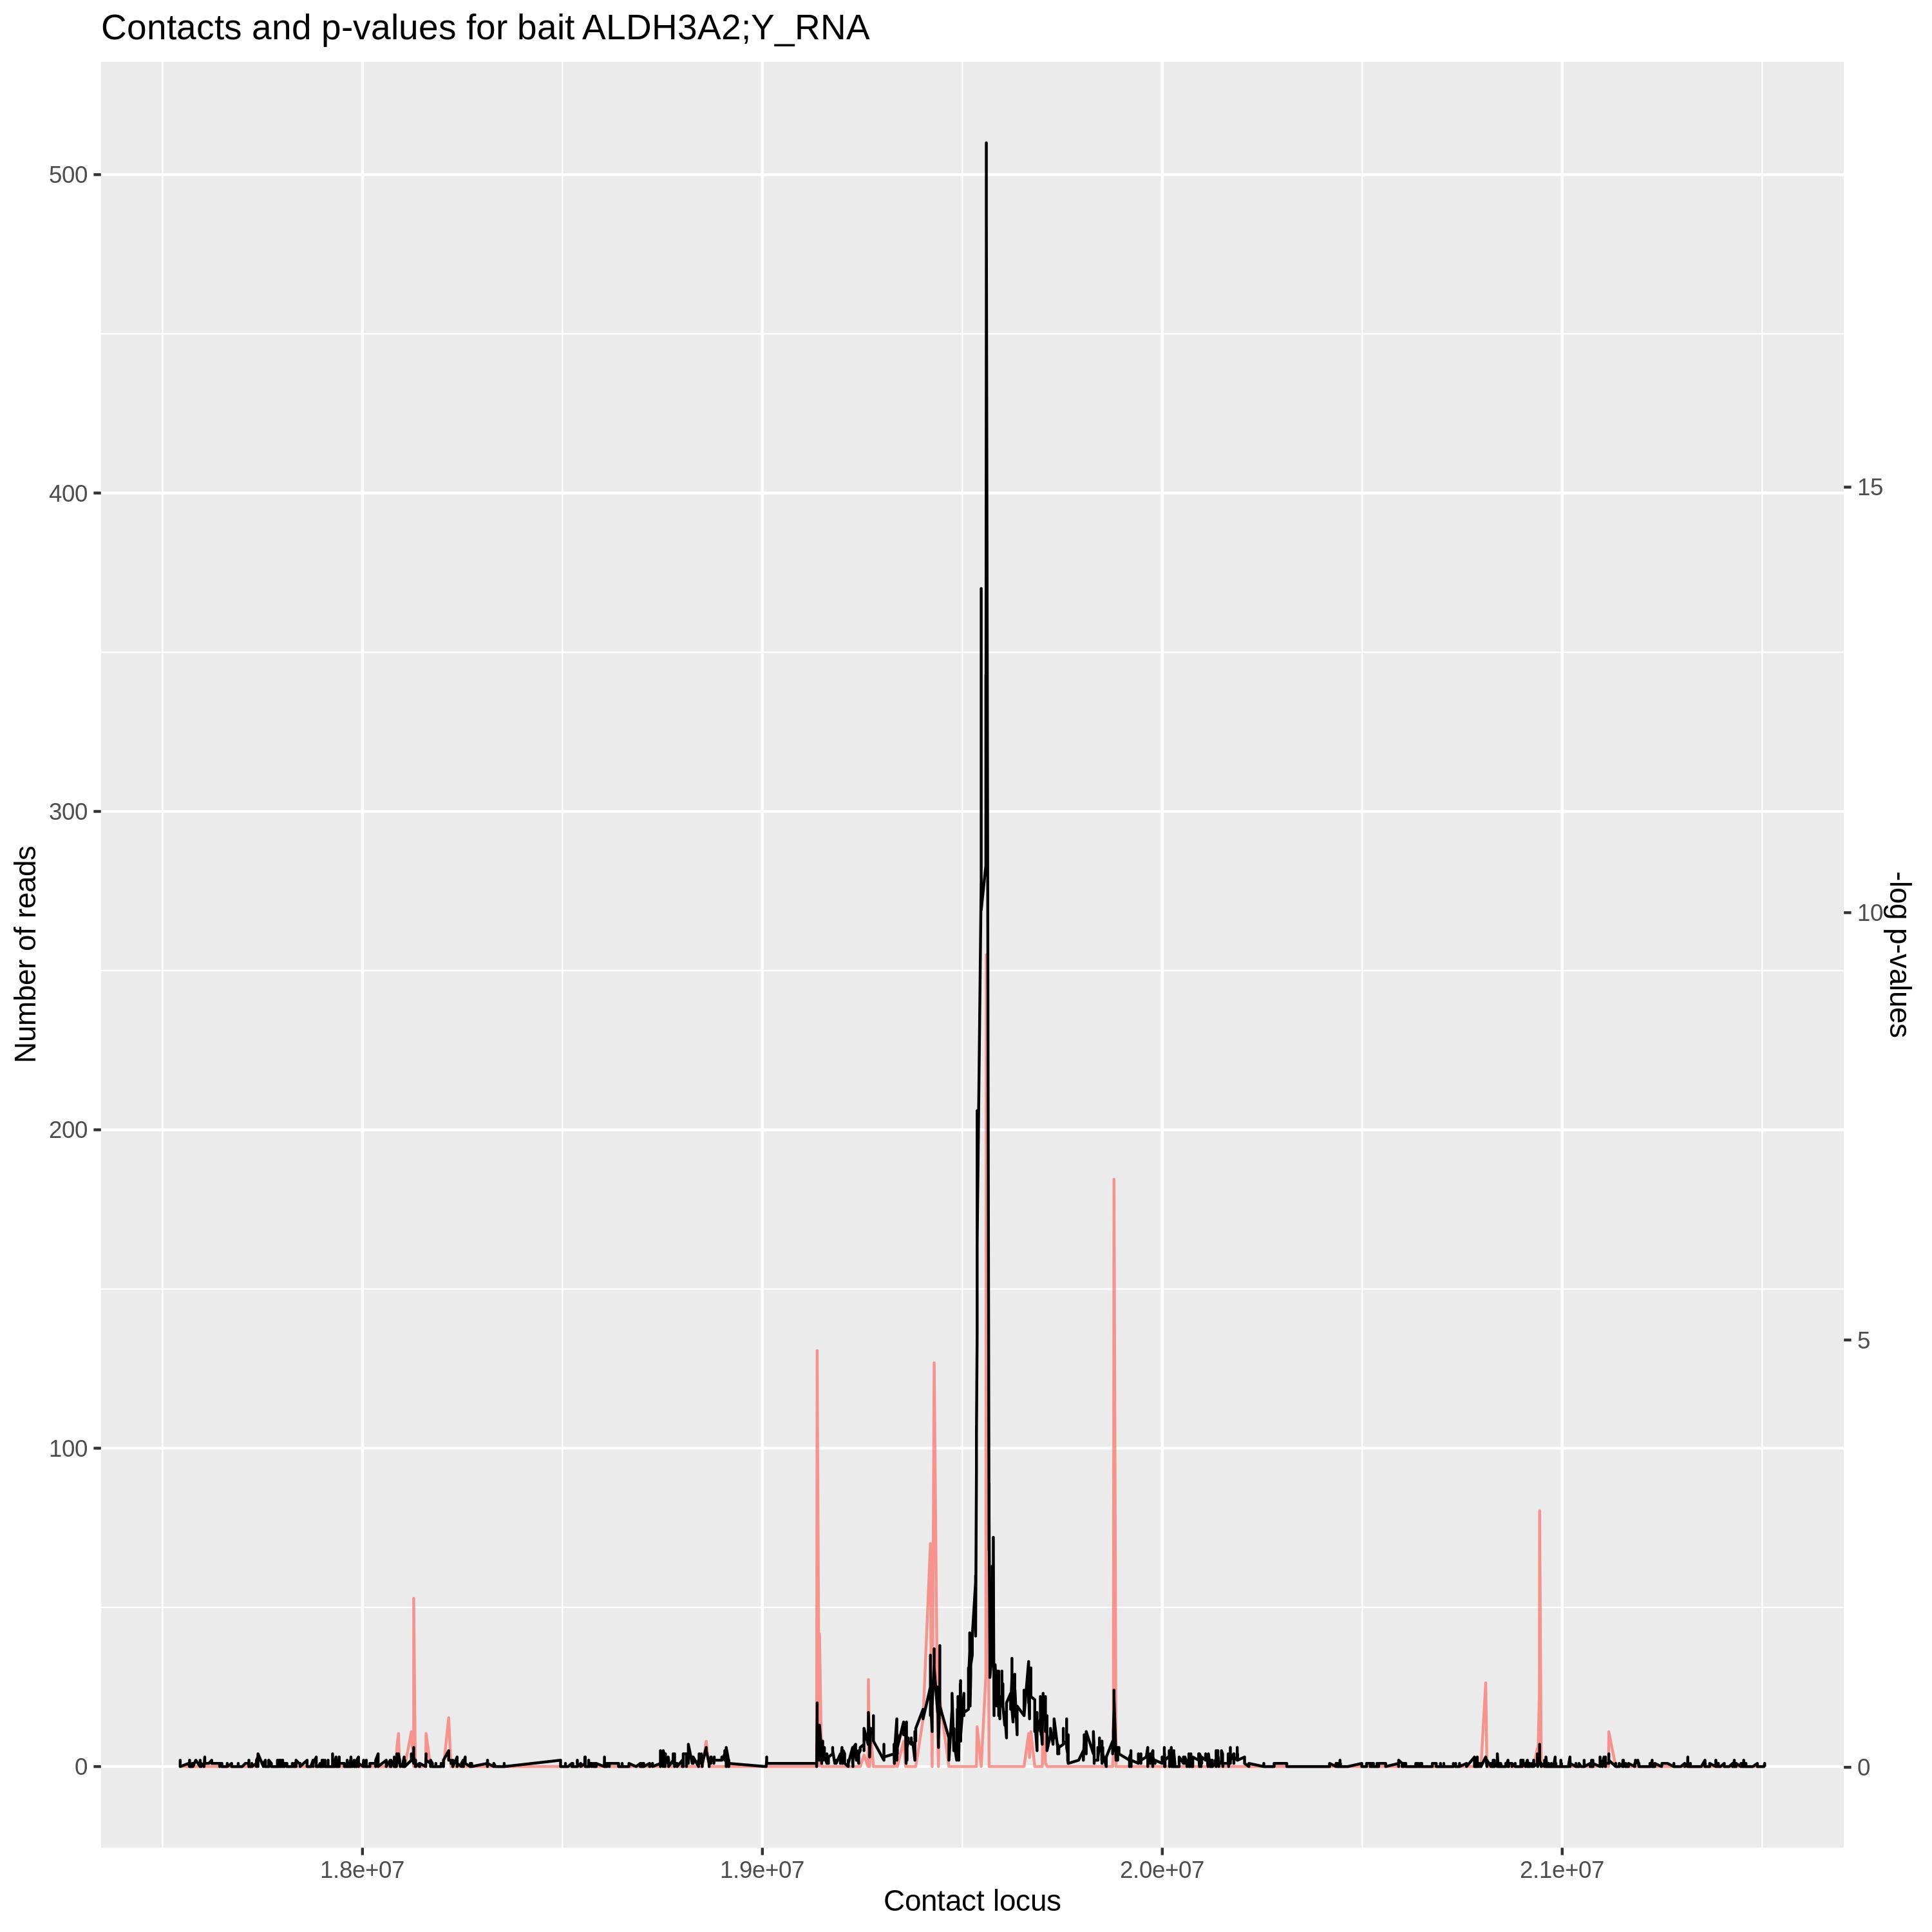 Contacts and p-values for bait ALDH3A2;Y_RNA
500
400
300
200
100
0
Number of reads
15
10
5
0
-log p-values
1.8e+07
1.9e+07
2.0e+07
2.1e+07
Contact locus